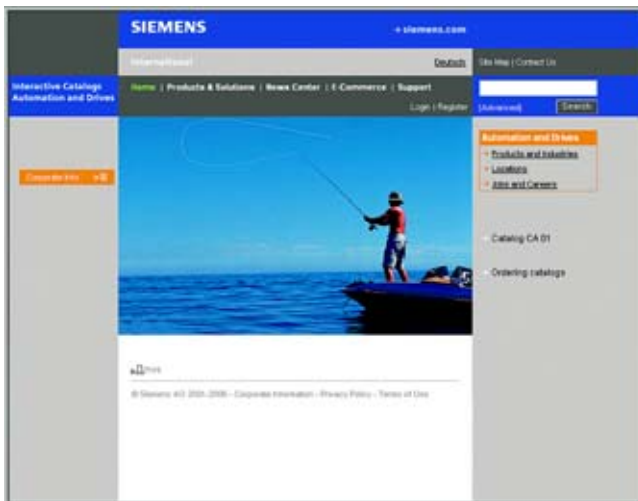 SIEMENS
→siemens.com
International
Deutsch
Site Map | Contact Us
Interactive Catalogs
Automation and Drives
Home | Products & Solutions | News Center | E-Commerce | Support
Login | Register
[Advanced]
Search
Corporate Info
Automation and Drives
Products and Industries
Locations
Jobs and Careers
Catalog CA 01
Ordering catalogs
Print
© Siemens AG 2001-2006 - Corporate Information - Privacy Policy - Terms of Use